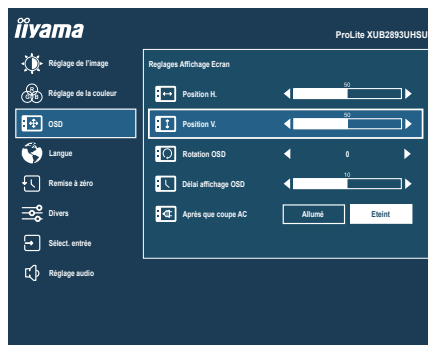 iiyama
ProLite XUB2893UHSU
Réglage de l'image
Réglage de la couleur
OSD
Langue
Remise à zéro
Divers
Sélect. entrée
Réglage audio
Reglages Affichage Ecran
Position H.
50
Position V.
50
Rotation OSD
0
Délai affichage OSD
10
Après que coupe AC
Allumé
Eteint